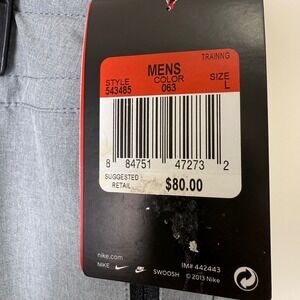 TRAINING
MENS
STYLE COLOR SIZE
543485 063 L
8 84751 47273 2
SUGGESTED
RETAIL $80.00
nike.com IM# 442443
NIKE SWOOSH © 2013 Nike